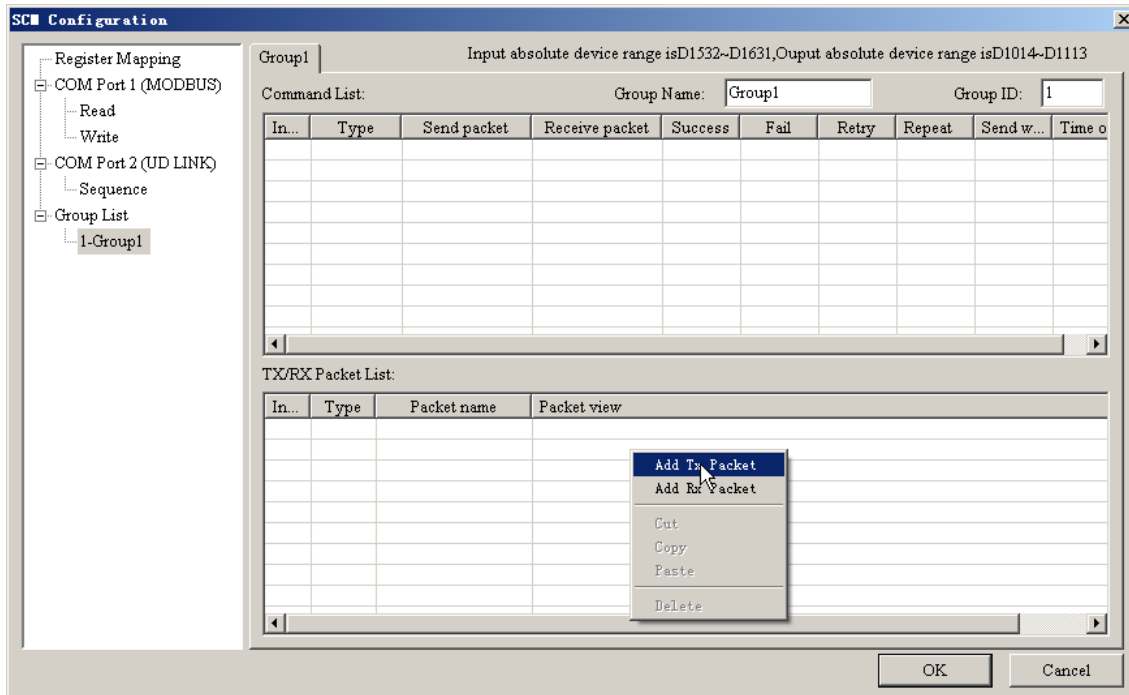 SCM Configuration
Register Mapping
COM Port 1 (MODBUS)
Read
Write
COM Port 2 (UD LINK)
Sequence
Group List
1-Group1
Group1
Input absolute device range isD1532~D1631,Ouput absolute device range isD1014~D1113
Command List:
Group Name: Group1
Group ID: 1
In... Type Send packet Receive packet Success Fail Retry Repeat Send w... Time o
TX/RX Packet List:
In... Type Packet name Packet view
Add Tx Packet
Add Rx Packet
Cut
Copy
Paste
Delete
OK
Cancel